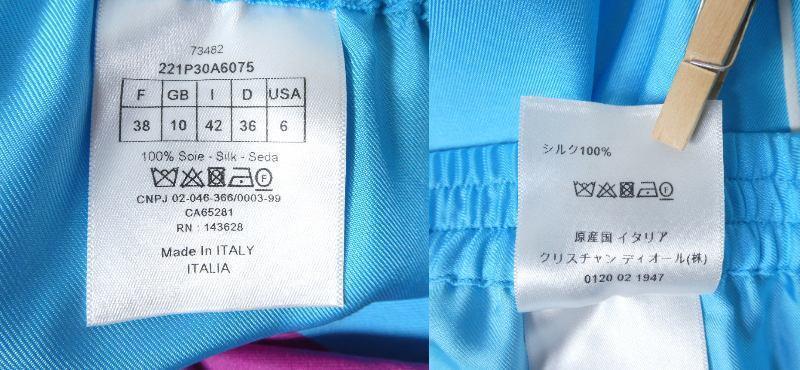 73482
221P30A6075
F GB I D USA
38 10 42 36 6
100% Soie - Silk - Seda
F
CNPJ 02-046-366/0003-99
CA65281
RN : 143628
Made In ITALY
ITALIA
シルク100%
F
原産国 イタリア
クリスチャン ディオール(株)
0120 02 1947